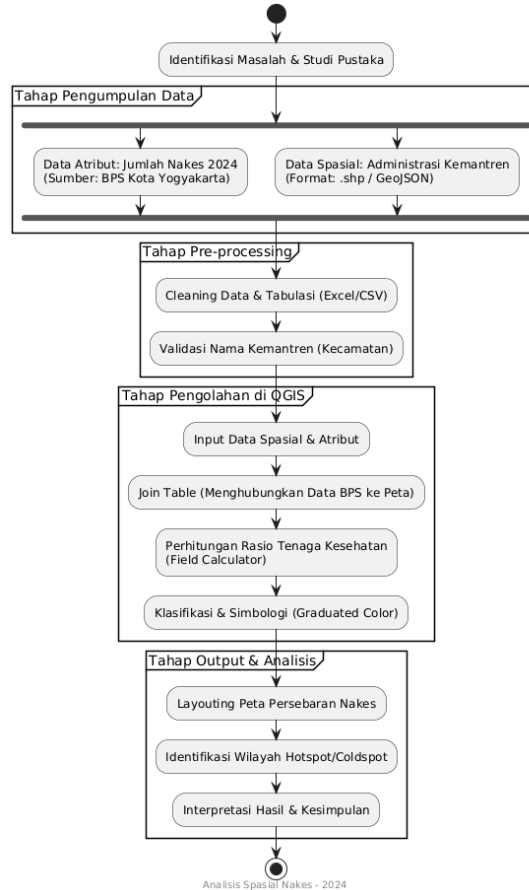 Identifikasi Masalah & Studi Pustaka
Tahap Pengumpulan Data
Data Atribut: Jumlah Nakes 2024
(Sumber: BPS Kota Yogyakarta)
Data Spasial: Administrasi Kemantren
(Format: .shp / GeoJSON)
Tahap Pre-processing
Cleaning Data & Tabulasi (Excel/CSV)
Validasi Nama Kemantren (Kecamatan)
Tahap Pengolahan di QGIS
Input Data Spasial & Atribut
Join Table (Menghubungkan Data BPS ke Peta)
Perhitungan Rasio Tenaga Kesehatan
(Field Calculator)
Klasifikasi & Simbologi (Graduated Color)
Tahap Output & Analisis
Layouting Peta Persebaran Nakes
Identifikasi Wilayah Hotspot/Coldspot
Interpretasi Hasil & Kesimpulan
Analisis Spasial Nakes - 2024